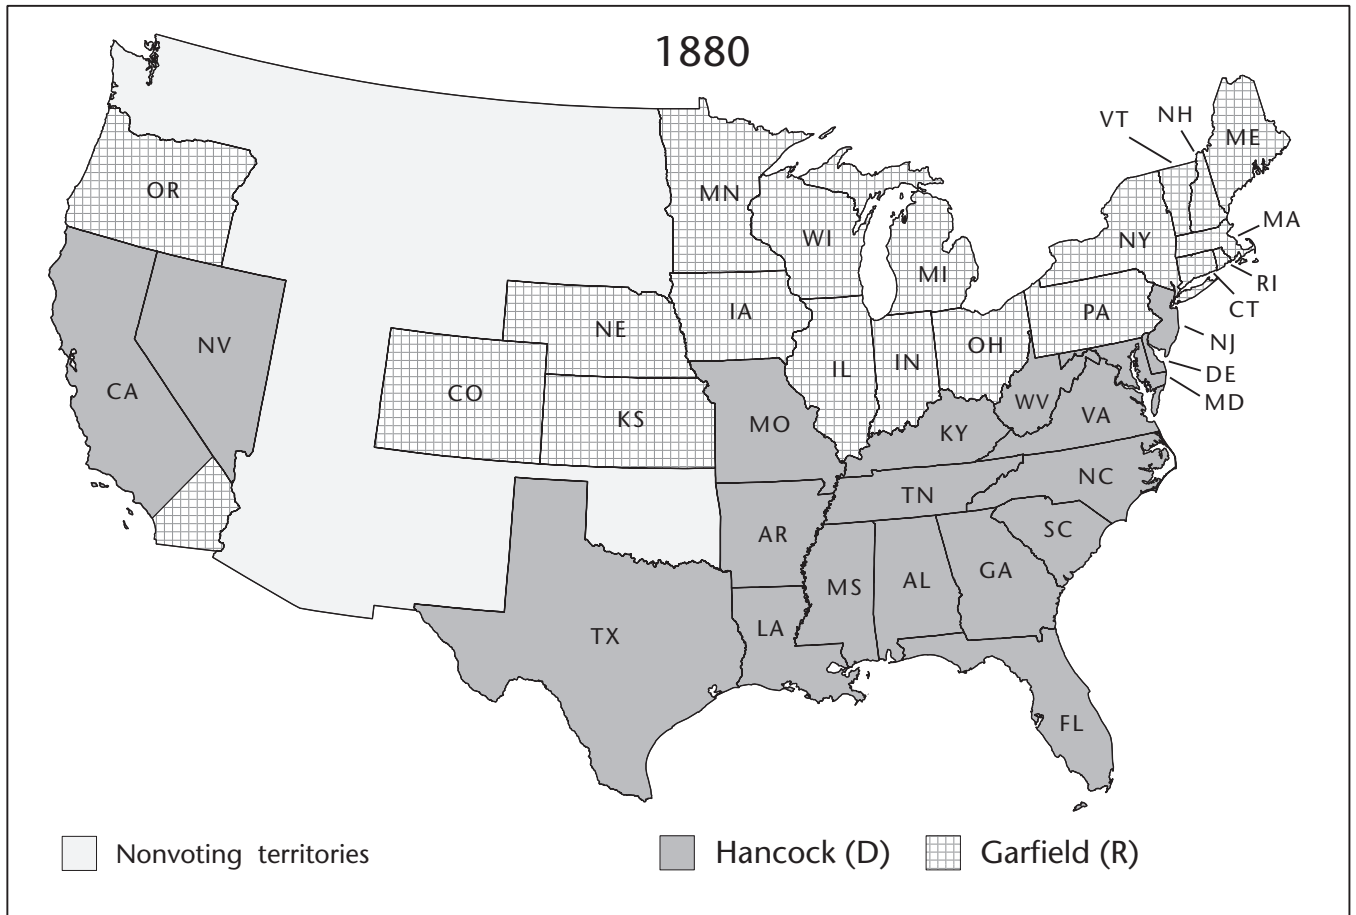 1880
VT
NH
ME
OR
MN
MA
WI
NY
MI
RI
IA
PA
CT
NE
NV
OH
NJ
IL
IN
DE
CA
CO
WV
MD
KS
MO
KY
VA
NC
TN
AR
SC
GA
MS
AL
TX
LA
FL
Nonvoting territories
Hancock (D)
Garfield (R)